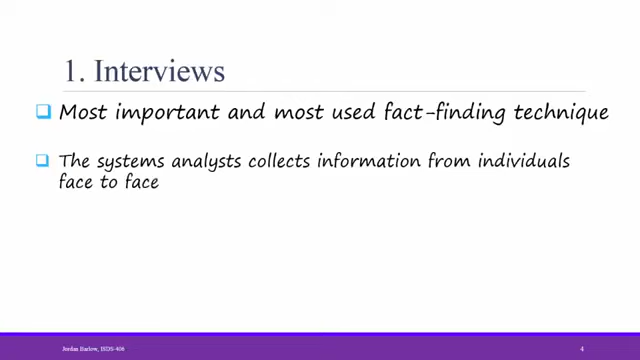 1. Interviews
Most important and most used fact-finding technique
The systems analysts collects information from individuals
face to face
Jordan Barlow, ISDS-406
4